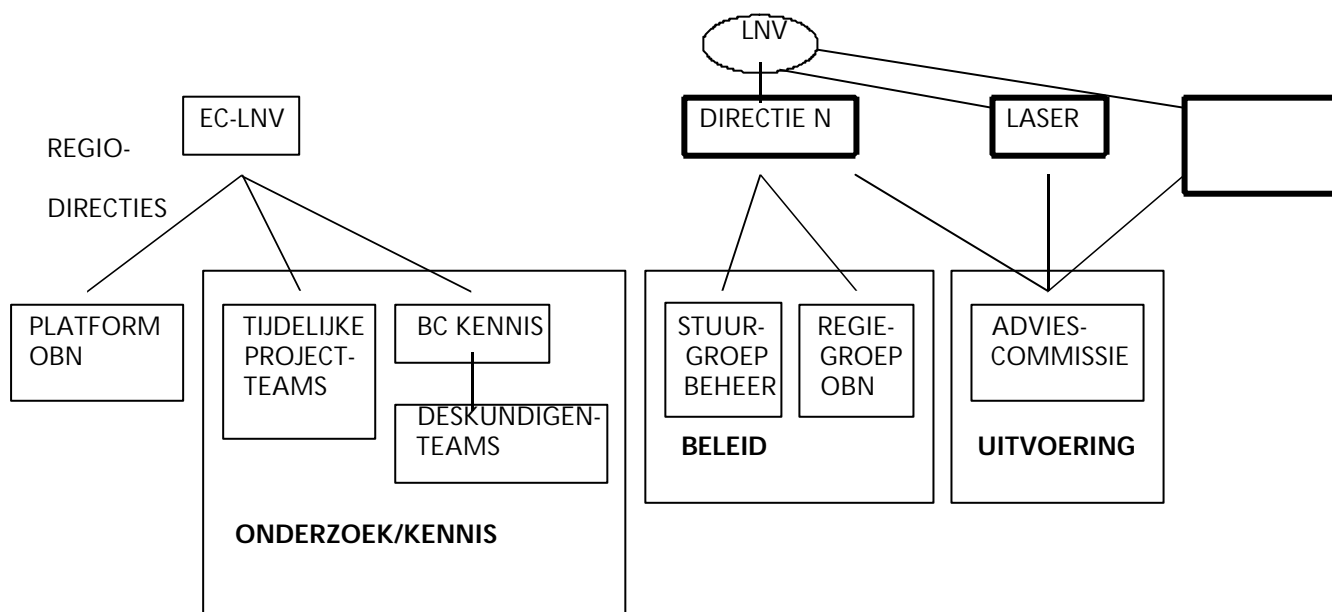 LNV
EC-LNV
DIRECTIE N
LASER
REGIO-
DIRECTIES
PLATFORM
OBN
TIJDELIJKE
PROJECT-
TEAMS
BC KENNIS
DESKUNDIGEN-
TEAMS
ONDERZOEK/KENNIS
STUUR-
GROEP
BEHEER
REGIE-
GROEP
OBN
BELEID
ADVIES-
COMMISSIE
UITVOERING